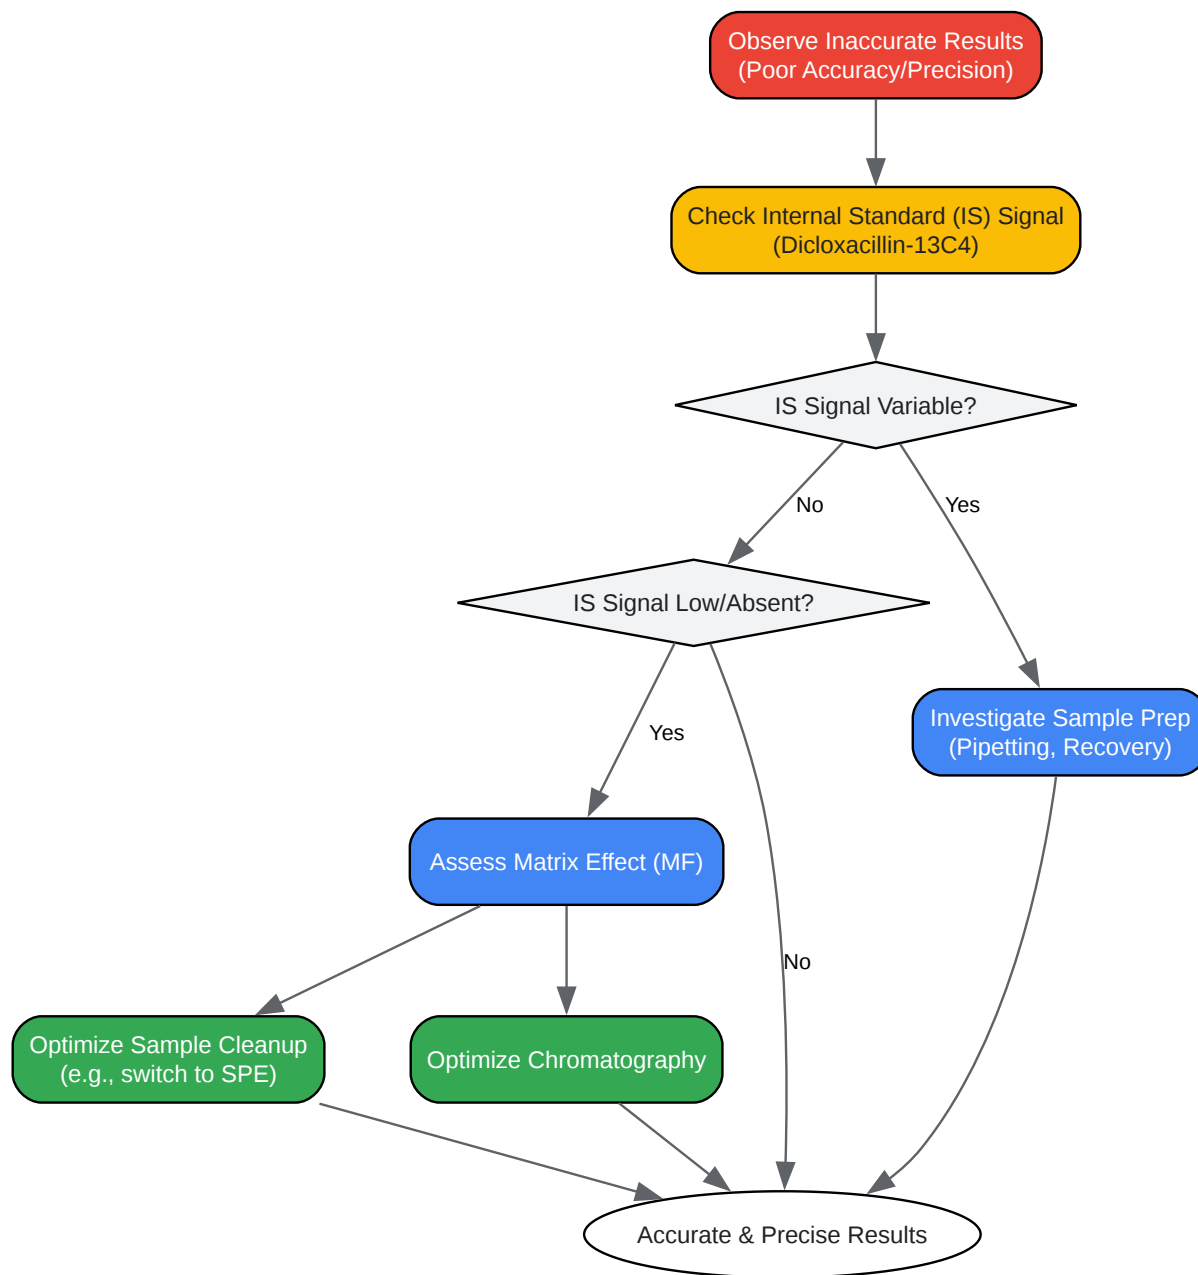 Observe Inaccurate Results
(Poor Accuracy/Precision)
Check Internal Standard (IS) Signal
(Dicloxacillin-13C4)
IS Signal Variable?
No
Yes
IS Signal Low/Absent?
Investigate Sample Prep
(Pipetting, Recovery)
Yes
Assess Matrix Effect (MF)
No
Optimize Sample Cleanup
(e.g., switch to SPE)
Optimize Chromatography
Accurate & Precise Results